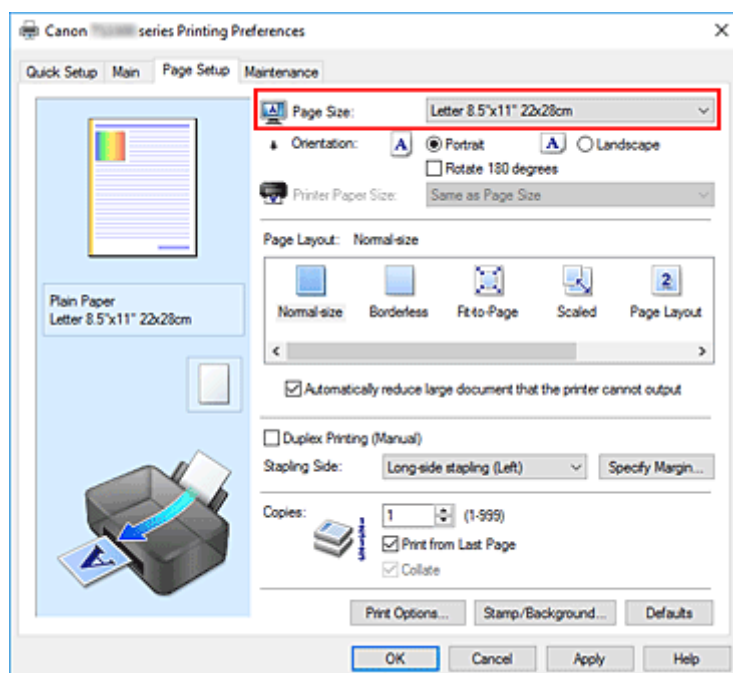 Canon series Printing Preferences
Quick Setup Main Page Setup Maintenance
Page Size: Letter 8.5"x11" 22x28cm
Orientation: A Portrait A Landscape
Rotate 180 degrees
Printer Paper Size: Same as Page Size
Page Layout: Normal-size
2
Normal-size Borderless Fit-to-Page Scaled Page Layout
Plain Paper
Letter 8.5"x11" 22x28cm
Automatically reduce large document that the printer cannot output
Duplex Printing (Manual)
Stapling Side: Long-side stapling (Left) Specify Margin...
Copies: 1 (1-999)
Print from Last Page
Collate
A
Print Options... Stamp/Background... Defaults
OK Cancel Apply Help